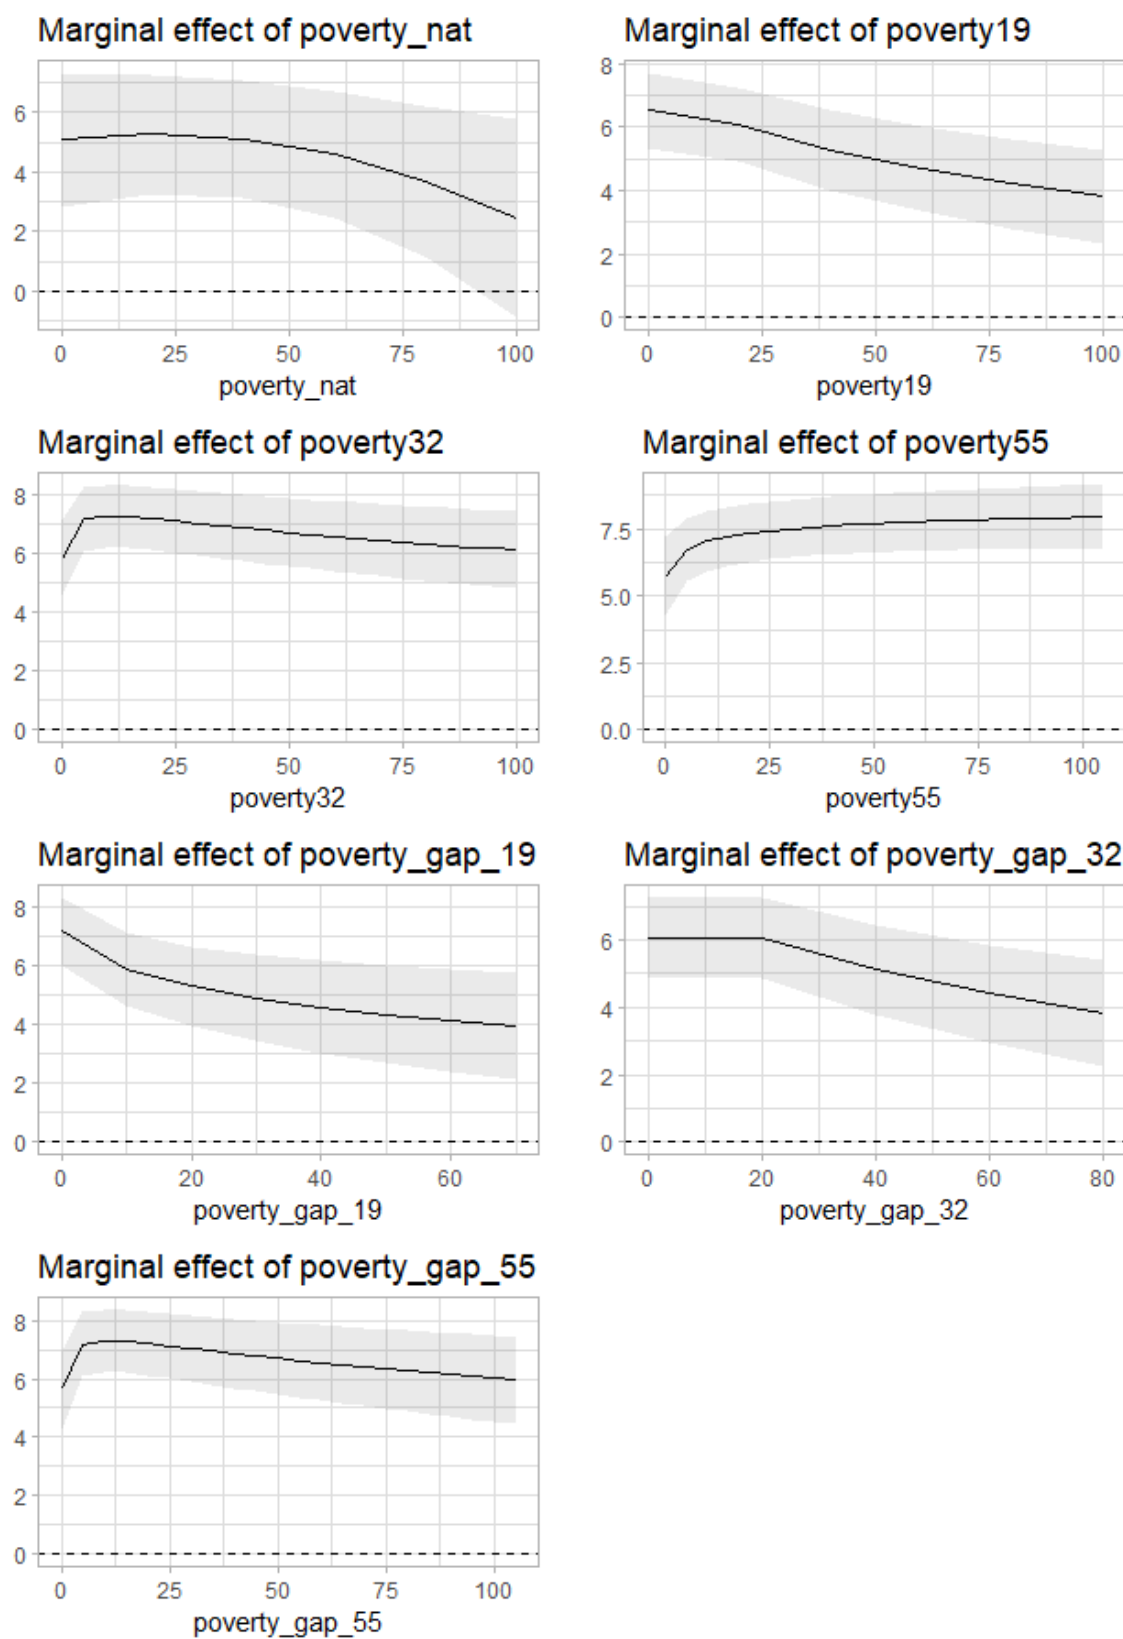 Marginal effect of poverty_nat
6
4
2
0
0 25 50 75 100
poverty_nat
Marginal effect of poverty19
8
6
4
2
0
0 25 50 75 100
poverty19
Marginal effect of poverty32
8
6
4
2
0
0 25 50 75 100
poverty32
Marginal effect of poverty55
7.5
5.0
2.5
0.0
0 25 50 75 100
poverty55
Marginal effect of poverty_gap_19
8
6
4
2
0
0 20 40 60
poverty_gap_19
Marginal effect of poverty_gap_32
6
4
2
0
0 20 40 60 80
poverty_gap_32
Marginal effect of poverty_gap_55
8
6
4
2
0
0 25 50 75 100
poverty_gap_55